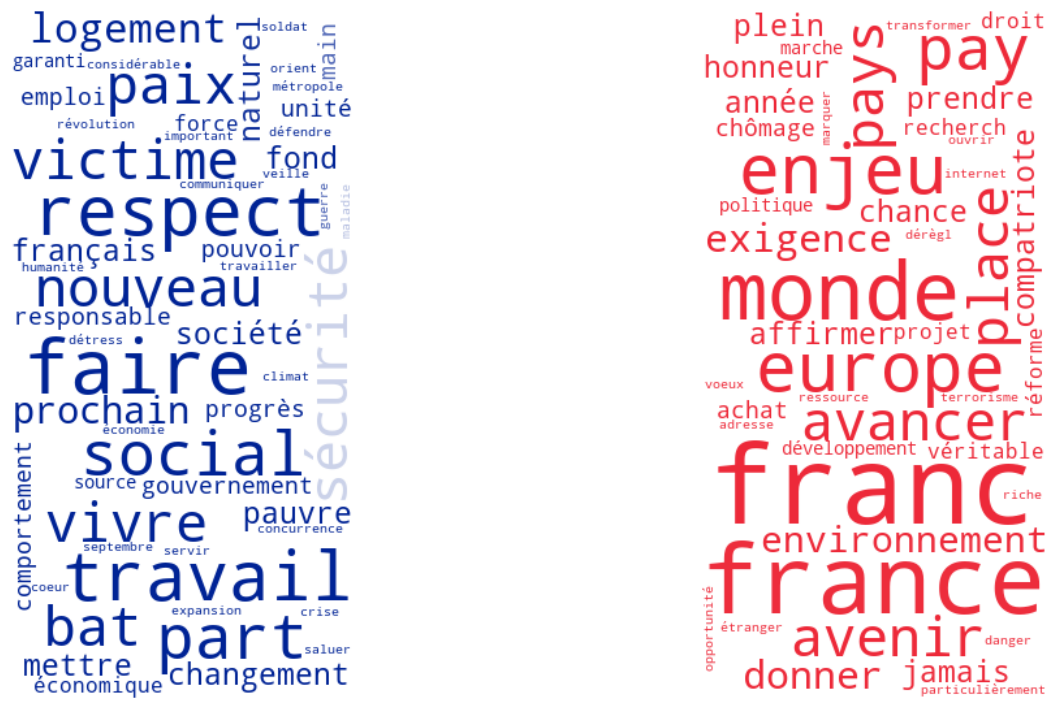 logement
soldat
naturel
main
garanti
considérable
paix
orient
métropole
emploi
unité
révolution
force
important
défendre
victime
fond
veille
communiquer
respect
guerre
maladie
français
pouvoir
humanité
travailler
nouveau
sécurité
responsable
société
détress
faire
climat
prochain
progrès
économie
social
comportement
source
gouvernement
vivre
pauvre
concurrence
septembre
servir
coeur
travail
expansion
crise
bat
part
saluer
mettre
changement
économique
plein
transformer
droit
marche
pays
pay
honneur
année
marquer
prendre
chômage
recherch
ouvrir
enjeu
internet
compatriote
politique
chance
place
exigence
dérègl
monde
affirmer
projet
réforme
europe
voeux
ressource
terrorisme
achat
adresse
avancer
développement
véritable
franc
riche
environnement
france
opportunité
étranger
avenir
danger
donner
jamais
particulièrement